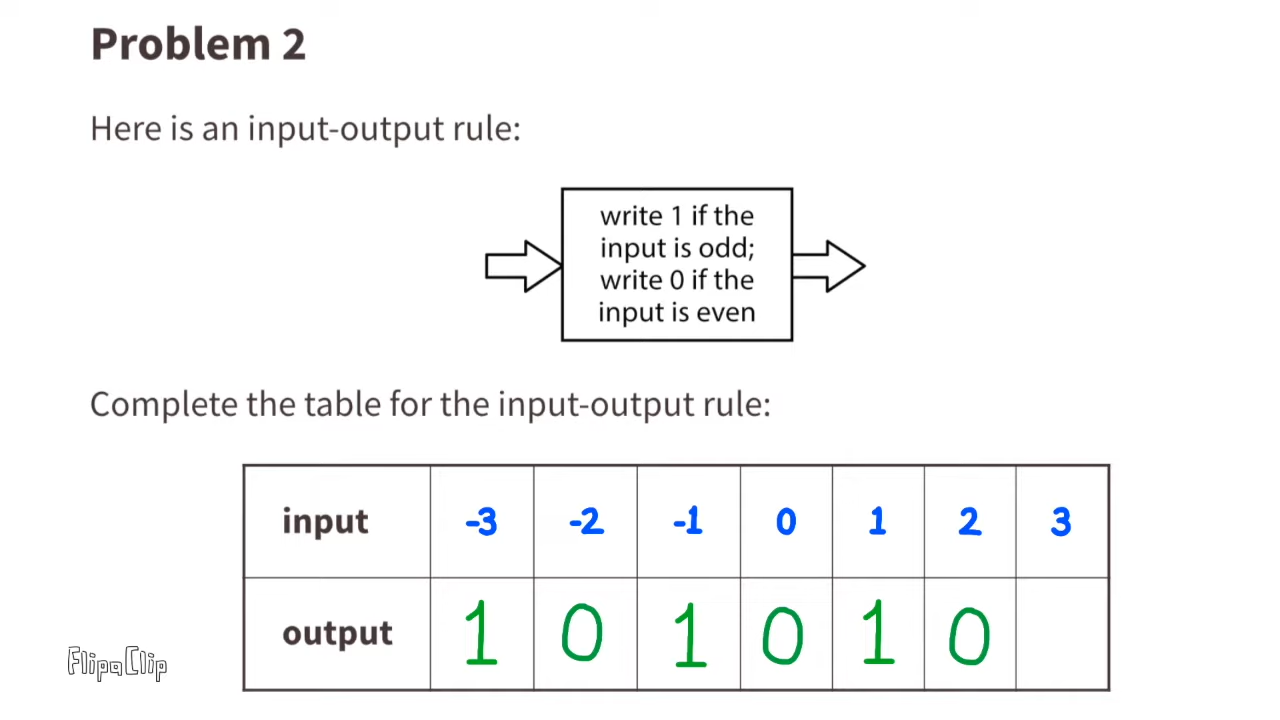 Problem 2
Here is an input-output rule:
write 1 if the
input is odd;
write 0 if the
input is even
Complete the table for the input-output rule:
input -3 -2 -1 0 1 2 3
output 1 0 1 0 1 0
FlipaClip